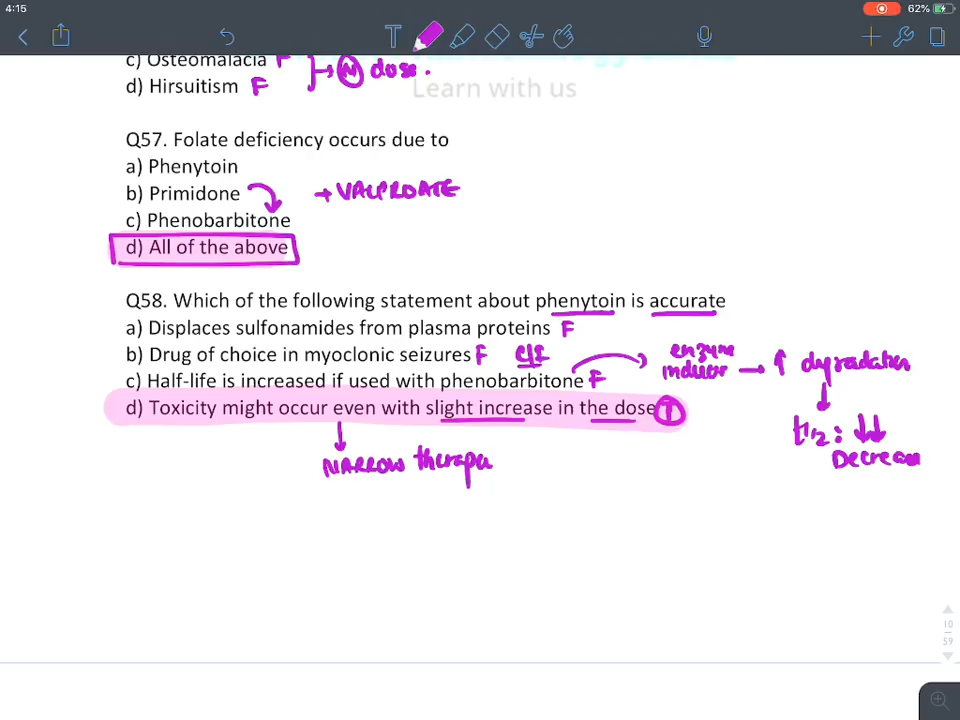 4:15
62%
c) Osteomalacia F
N dose.
d) Hirsuitism F
Learn with us
Q57. Folate deficiency occurs due to
a) Phenytoin
b) Primidone
+ VALPROATE
c) Phenobarbitone
d) All of the above
Q58. Which of the following statement about phenytoin is accurate
a) Displaces sulfonamides from plasma proteins F
b) Drug of choice in myoclonic seizures F C/I
enzyme
inducer → ↑ degradation
c) Half-life is increased if used with phenobarbitone F
d) Toxicity might occur even with slight increase in the dose T
t1/2 : ↓↓
Decrease
NARROW therape
10
59